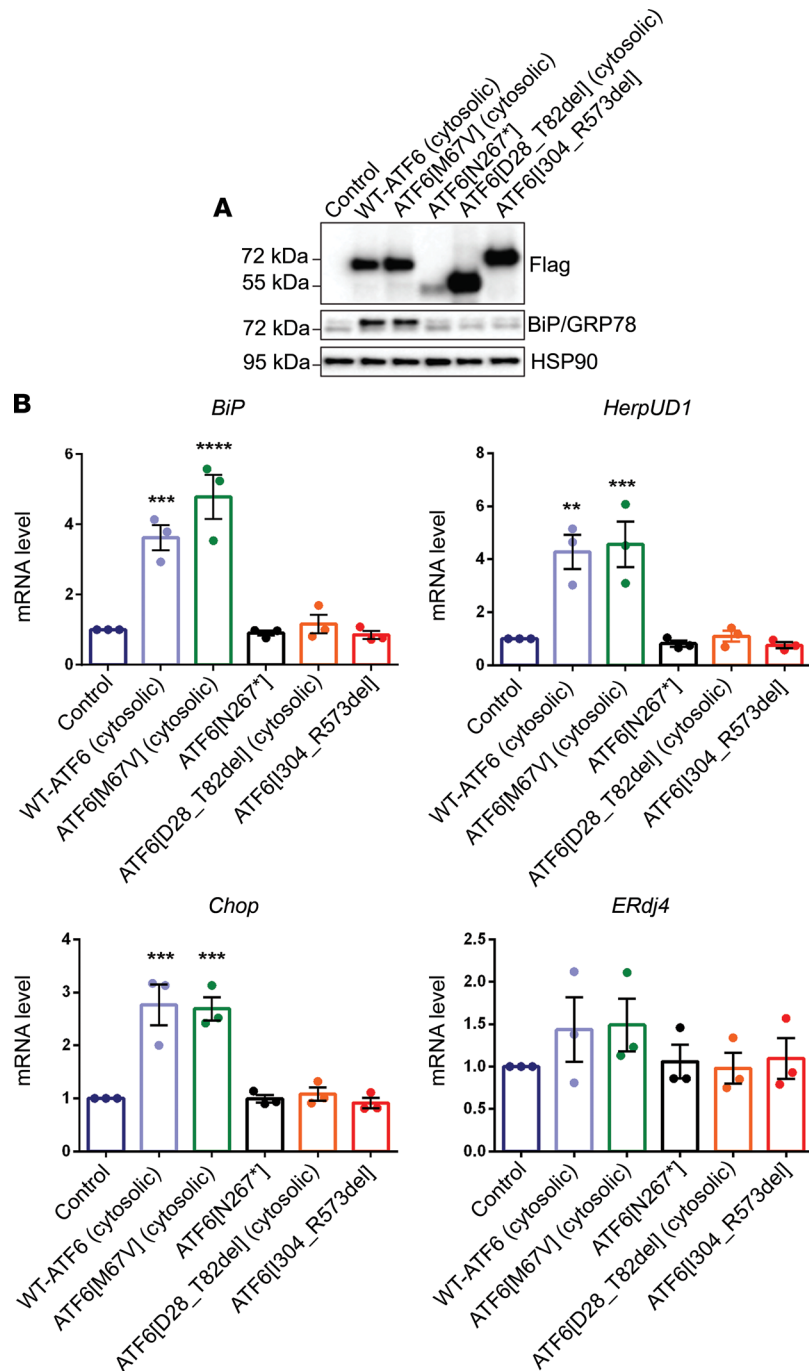 A
Control
WT-ATF6 (cytosolic)
ATF6[M67V] (cytosolic)
ATF6[N267*]
ATF6[D28_T82del] (cytosolic)
ATF6[I304_R573del]
72 kDa
55 kDa
Flag
72 kDa
BiP/GRP78
95 kDa
HSP90
B
BiP
mRNA level
6
4
2
0
***
****
Control
WT-ATF6 (cytosolic)
ATF6[M67V] (cytosolic)
ATF6[N267*]
ATF6[D28_T82del] (cytosolic)
ATF6[I304_R573del]
HerpUD1
mRNA level
8
6
4
2
0
**
***
Control
WT-ATF6 (cytosolic)
ATF6[M67V] (cytosolic)
ATF6[N267*]
ATF6[D28_T82del] (cytosolic)
ATF6[I304_R573del]
Chop
mRNA level
4
3
2
1
0
***
***
Control
WT-ATF6 (cytosolic)
ATF6[M67V] (cytosolic)
ATF6[N267*]
ATF6[D28_T82del] (cytosolic)
ATF6[I304_R573del]
ERdj4
mRNA level
2.5
2.0
1.5
1.0
0.5
0.0
Control
WT-ATF6 (cytosolic)
ATF6[M67V] (cytosolic)
ATF6[N267*]
ATF6[D28_T82del] (cytosolic)
ATF6[I304_R573del]